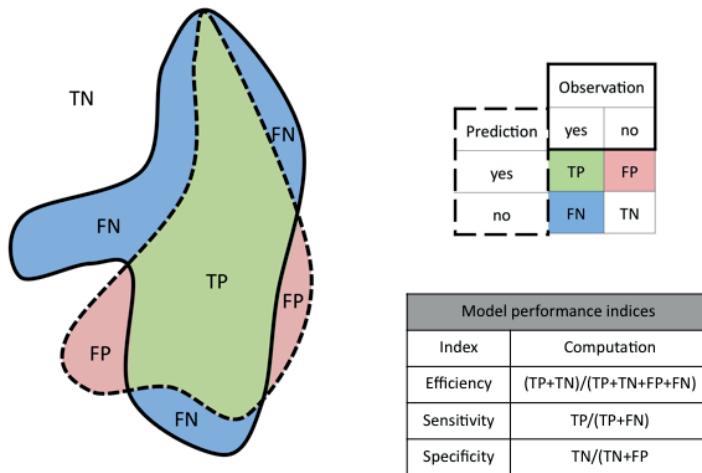 TN
FN
FN
TP
FP
FP
FN
Observation
Prediction yes no
yes TP FP
no FN TN
Model performance indices
Index Computation
Efficiency (TP+TN)/(TP+TN+FP+FN)
Sensitivity TP/(TP+FN)
Specificity TN/(TN+FP